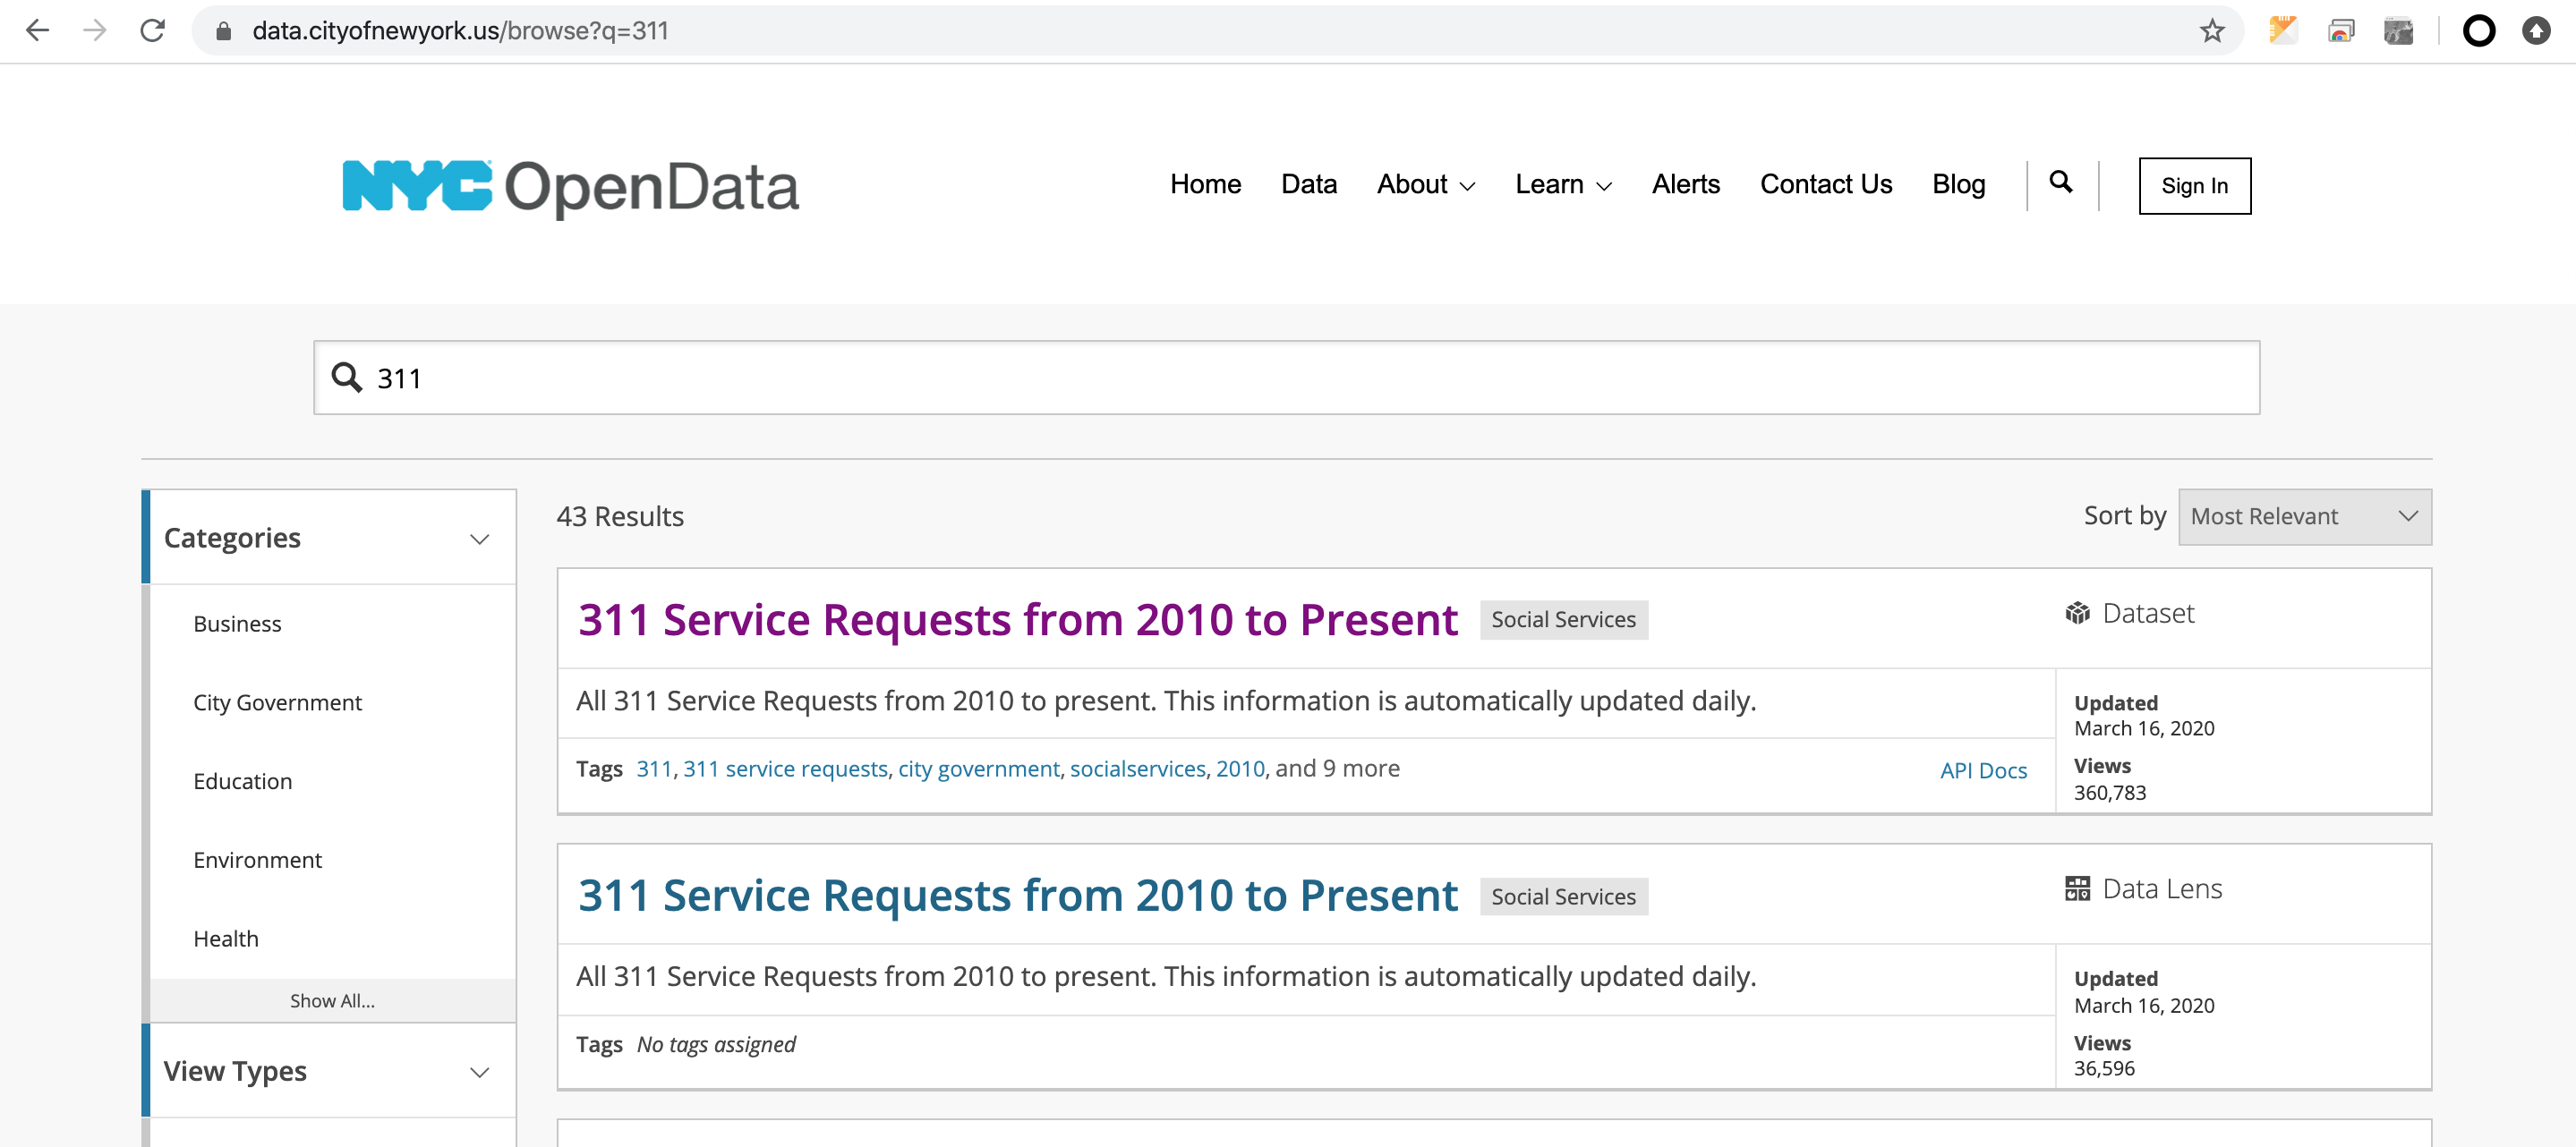 data.cityofnewyork.us/browse?q=311
NYC OpenData
Home Data About Learn Alerts Contact Us Blog Sign In
311
Categories
Business
City Government
Education
Environment
Health
Show All...
View Types
43 Results
Sort by Most Relevant
311 Service Requests from 2010 to Present Social Services Dataset
All 311 Service Requests from 2010 to present. This information is automatically updated daily.
Tags 311, 311 service requests, city government, socialservices, 2010, and 9 more API Docs
Updated
March 16, 2020
Views
360,783
311 Service Requests from 2010 to Present Social Services Data Lens
All 311 Service Requests from 2010 to present. This information is automatically updated daily.
Tags No tags assigned
Updated
March 16, 2020
Views
36,596